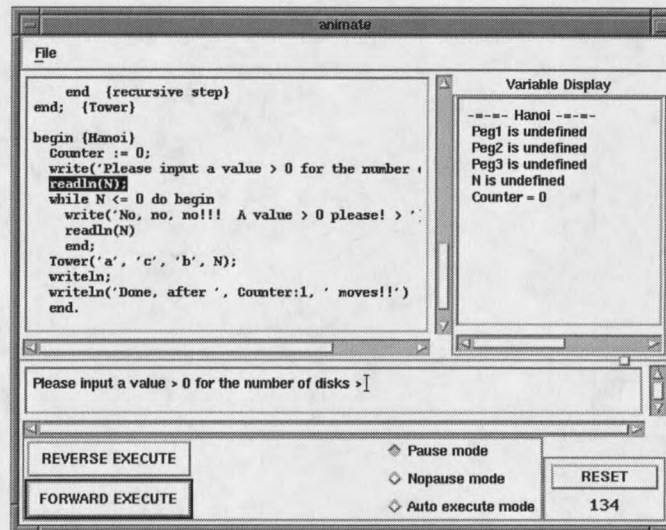 animate
File
end {recursive step}
end; {Tower}
begin {Hanoi}
Counter := 0;
write('Please input a value > 0 for the number
readln(N);
while N <= 0 do begin
write('No, no, no!!! A value > 0 please! > '
readln(N)
end;
Tower('a', 'c', 'b', N);
writeln;
writeln('Done, after ', Counter:1, ' moves!!')
end.
Variable Display
-=-=- Hanoi -=-=-
Peg1 is undefined
Peg2 is undefined
Peg3 is undefined
N is undefined
Counter = 0
Please input a value > 0 for the number of disks >
REVERSE EXECUTE
FORWARD EXECUTE
Pause mode
Nopause mode
Auto execute mode
RESET
134